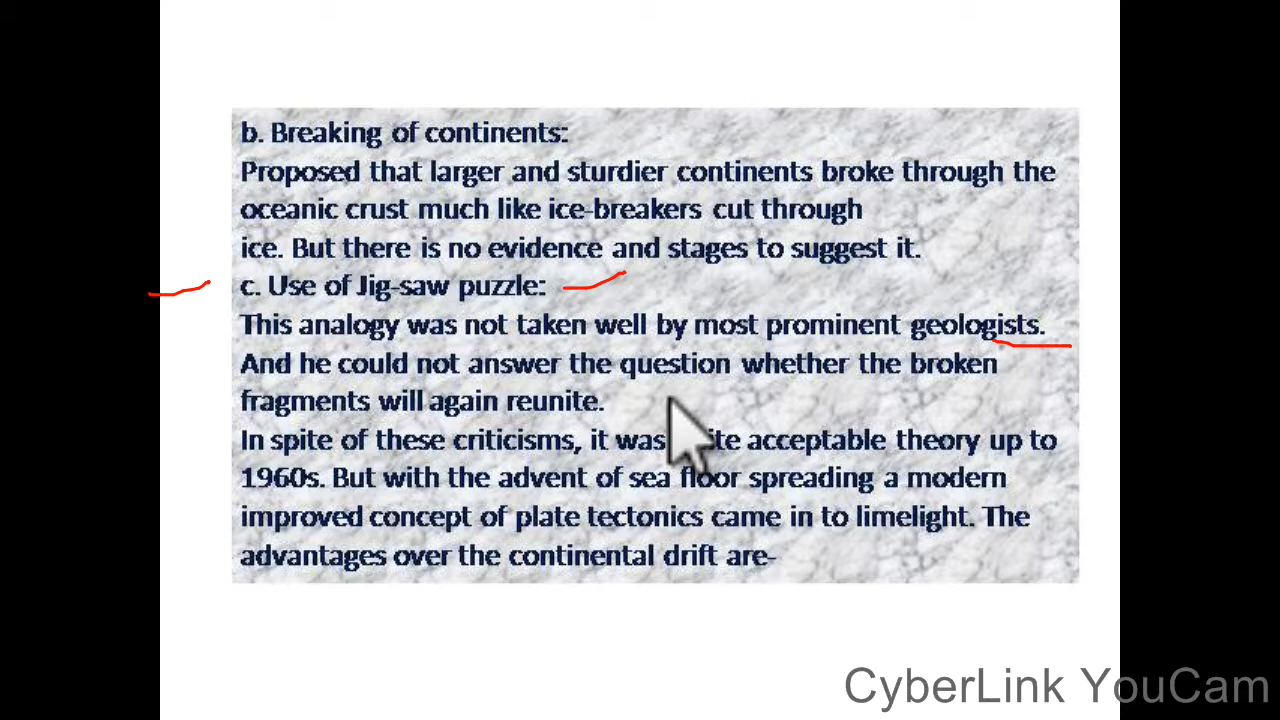 b. Breaking of continents:
Proposed that larger and sturdier continents broke through the
oceanic crust much like ice-breakers cut through
ice. But there is no evidence and stages to suggest it.
c. Use of Jig-saw puzzle:
This analogy was not taken well by most prominent geologists.
And he could not answer the question whether the broken
fragments will again reunite.
In spite of these criticisms, it was acceptable theory up to
1960s. But with the advent of sea floor spreading a modern
improved concept of plate tectonics came in to limelight. The
advantages over the continental drift are-
CyberLink YouCam